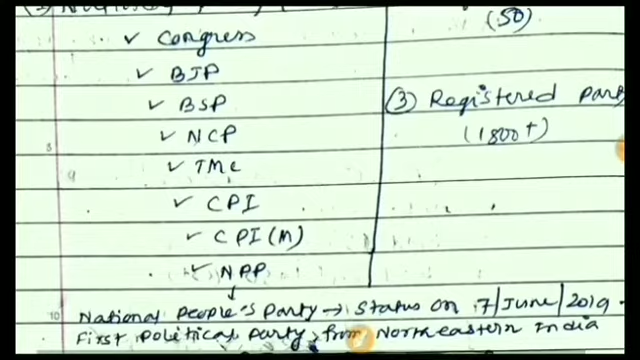 (50)
✓ Congress
✓ BJP
✓ BSP
✓ NCP
✓ TMC
✓ CPI
✓ CPI(M)
✓ NPP
(3) Registered Party
(1800+)
↓
National People's Party → Status on 7/June/2019 -
First Political Party from Northeastern India